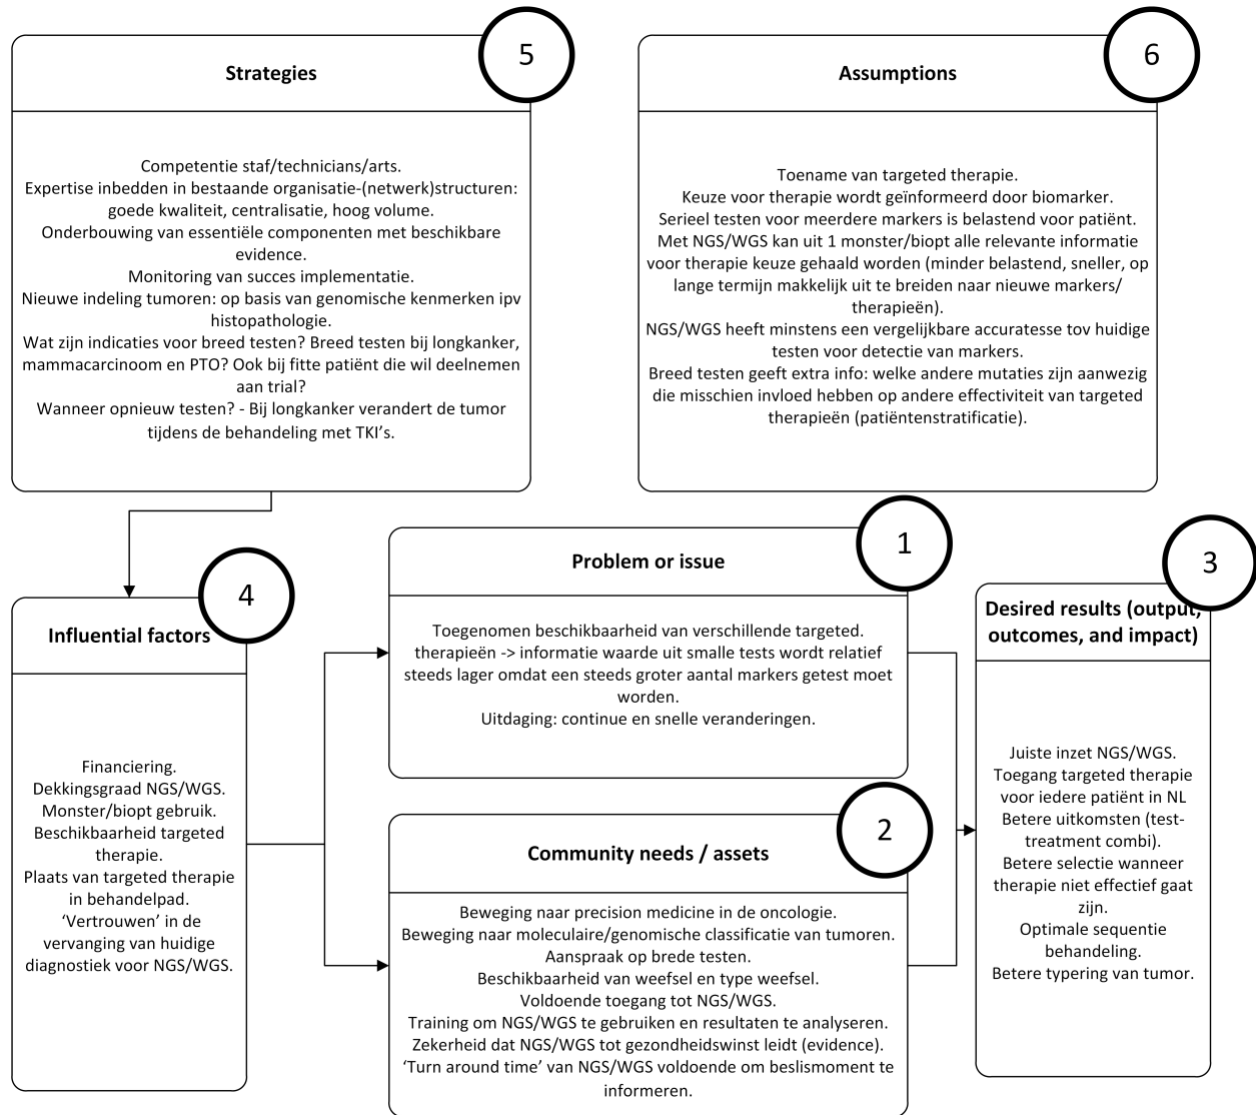 5
Strategies
Competentie staf/technicians/arts.
Expertise inbedden in bestaande organisatie-(netwerk)structuren:
goede kwaliteit, centralisatie, hoog volume.
Onderbouwing van essentiële componenten met beschikbare
evidence.
Monitoring van succes implementatie.
Nieuwe indeling tumoren: op basis van genomische kenmerken ipv
histopathologie.
Wat zijn indicaties voor breed testen? Breed testen bij longkanker,
mammacarcinoom en PTO? Ook bij fitte patiënt die wil deelnemen
aan trial?
Wanneer opnieuw testen? - Bij longkanker verandert de tumor
tijdens de behandeling met TKI’s.
6
Assumptions
Toename van targeted therapie.
Keuze voor therapie wordt geïnformeerd door biomarker.
Serieel testen voor meerdere markers is belastend voor patiënt.
Met NGS/WGS kan uit 1 monster/biopt alle relevante informatie
voor therapie keuze gehaald worden (minder belastend, sneller, op
lange termijn makkelijk uit te breiden naar nieuwe markers/
therapieën).
NGS/WGS heeft minstens een vergelijkbare accuratesse tov huidige
testen voor detectie van markers.
Breed testen geeft extra info: welke andere mutaties zijn aanwezig
die misschien invloed hebben op andere effectiviteit van targeted
therapieën (patiëntenstratificatie).
4
Influential factors
Financiering.
Dekkingsgraad NGS/WGS.
Monster/biopt gebruik.
Beschikbaarheid targeted
therapie.
Plaats van targeted therapie
in behandelpad.
‘Vertrouwen’ in de
vervanging van huidige
diagnostiek voor NGS/WGS.
1
Problem or issue
Toegenomen beschikbaarheid van verschillende targeted.
therapieën -> informatie waarde uit smalle tests wordt relatief
steeds lager omdat een steeds groter aantal markers getest moet
worden.
Uitdaging: continue en snelle veranderingen.
2
Community needs / assets
Beweging naar precision medicine in de oncologie.
Beweging naar moleculaire/genomische classificatie van tumoren.
Aanspraak op brede testen.
Beschikbaarheid van weefsel en type weefsel.
Voldoende toegang tot NGS/WGS.
Training om NGS/WGS te gebruiken en resultaten te analyseren.
Zekerheid dat NGS/WGS tot gezondheidswinst leidt (evidence).
‘Turn around time’ van NGS/WGS voldoende om beslismoment te
informeren.
3
Desired results (output,
outcomes, and impact)
Juiste inzet NGS/WGS.
Toegang targeted therapie
voor iedere patiënt in NL
Betere uitkomsten (test-
treatment combi).
Betere selectie wanneer
therapie niet effectief gaat
zijn.
Optimale sequentie
behandeling.
Betere typering van tumor.